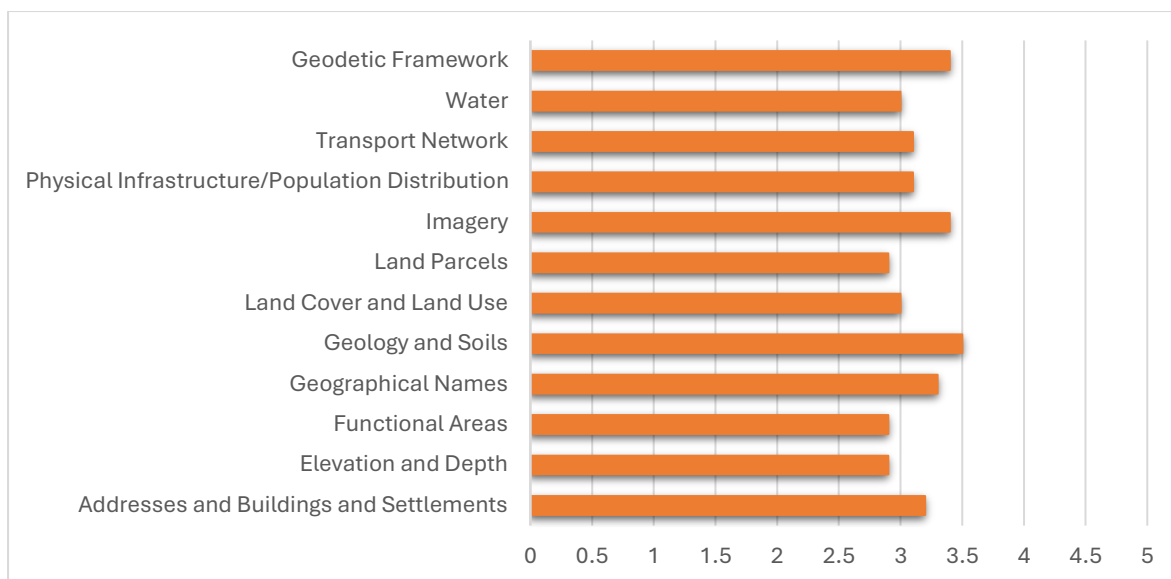 Geodetic Framework
Water
Transport Network
Physical Infrastructure/Population Distribution
Imagery
Land Parcels
Land Cover and Land Use
Geology and Soils
Geographical Names
Functional Areas
Elevation and Depth
Addresses and Buildings and Settlements
0 0.5 1 1.5 2 2.5 3 3.5 4 4.5 5